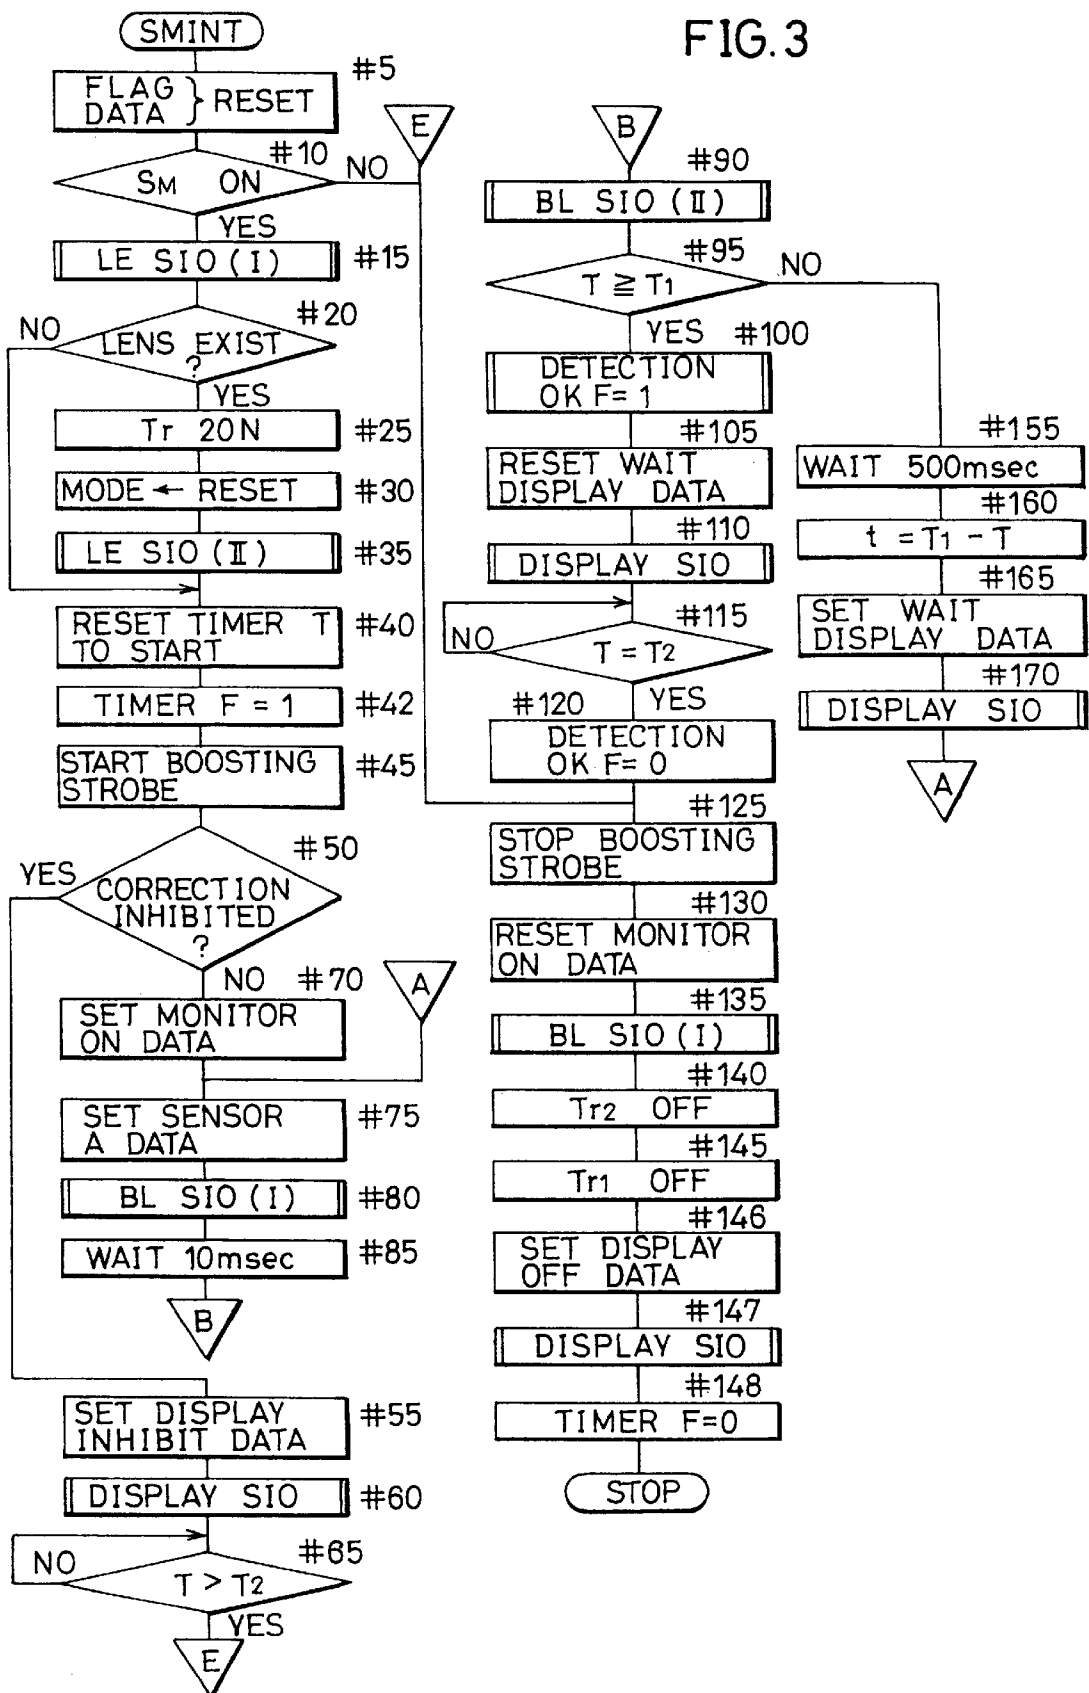 FIG. 3
SMINT
#5
FLAG
DATA } RESET
#10
SM ON
NO
YES
LE SIO (I)
#15
#20
NO
LENS EXIST
?
YES
Tr 20N
#25
MODE ← RESET
#30
LE SIO (II)
#35
RESET TIMER T
TO START
#40
TIMER F = 1
#42
START BOOSTING
STROBE
#45
#50
YES
CORRECTION
INHIBITED
?
NO
#70
SET MONITOR
ON DATA
A
SET SENSOR
A DATA
#75
BL SIO (I)
#80
WAIT 10msec
#85
B
SET DISPLAY
INHIBIT DATA
#55
DISPLAY SIO
#60
#65
NO
T > T2
YES
E
E
B
#90
BL SIO (II)
#95
T ≧ T1
NO
YES
#100
DETECTION
OK F= 1
#105
RESET WAIT
DISPLAY DATA
#110
DISPLAY SIO
#115
NO
T = T2
YES
#120
DETECTION
OK F= 0
#125
STOP BOOSTING
STROBE
#130
RESET MONITOR
ON DATA
#135
BL SIO (I)
#140
Tr2 OFF
#145
Tr1 OFF
#146
SET DISPLAY
OFF DATA
#147
DISPLAY SIO
#148
TIMER F=0
STOP
#155
WAIT 500msec
#160
t = T1 - T
#165
SET WAIT
DISPLAY DATA
#170
DISPLAY SIO
A